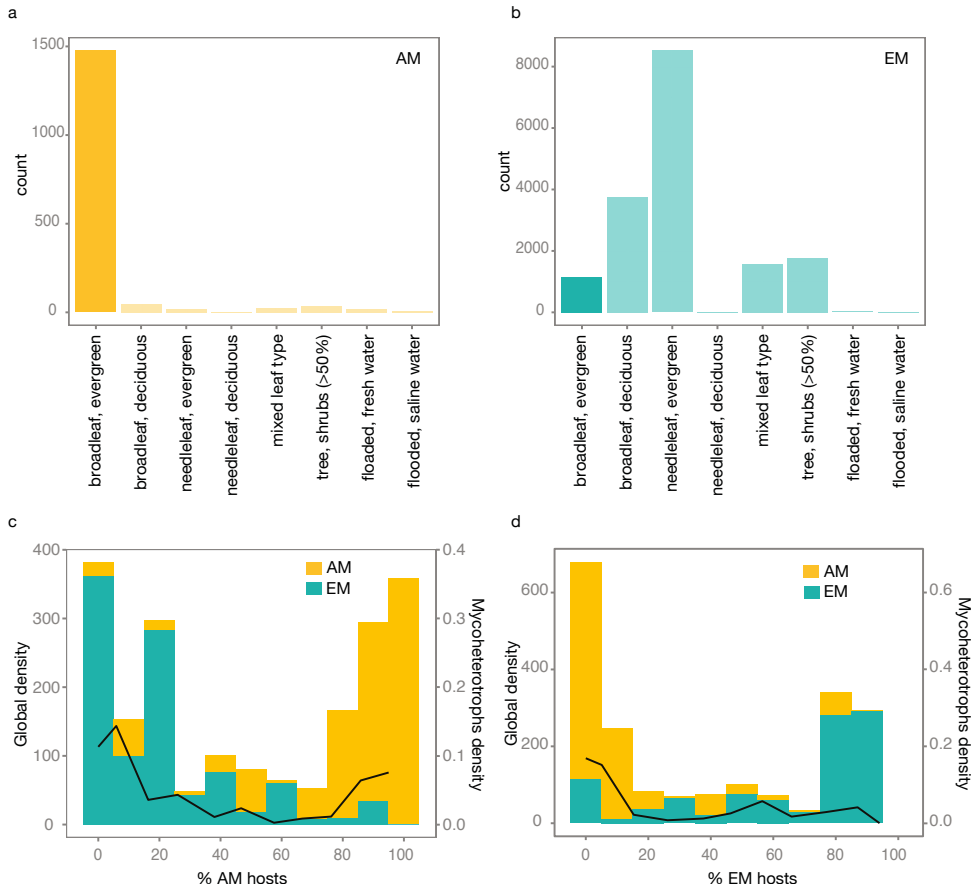 a
AM
1500
1000
500
0
count
broadleaf, evergreen
broadleaf, deciduous
needleleaf, evergreen
needleleaf, deciduous
mixed leaf type
tree, shrubs (>50%)
floaded, fresh water
flooded, saline water
b
EM
8000
6000
4000
2000
0
count
broadleaf, evergreen
broadleaf, deciduous
needleleaf, evergreen
needleleaf, deciduous
mixed leaf type
tree, shrubs (>50%)
floaded, fresh water
flooded, saline water
c
AM
EM
400
300
200
100
0
Global density
0.4
0.3
0.2
0.1
0.0
Mycoheterotrophs density
0 20 40 60 80 100
% AM hosts
d
AM
EM
600
400
200
0
Global density
0.6
0.4
0.2
0.0
Mycoheterotrophs density
0 20 40 60 80 100
% EM hosts